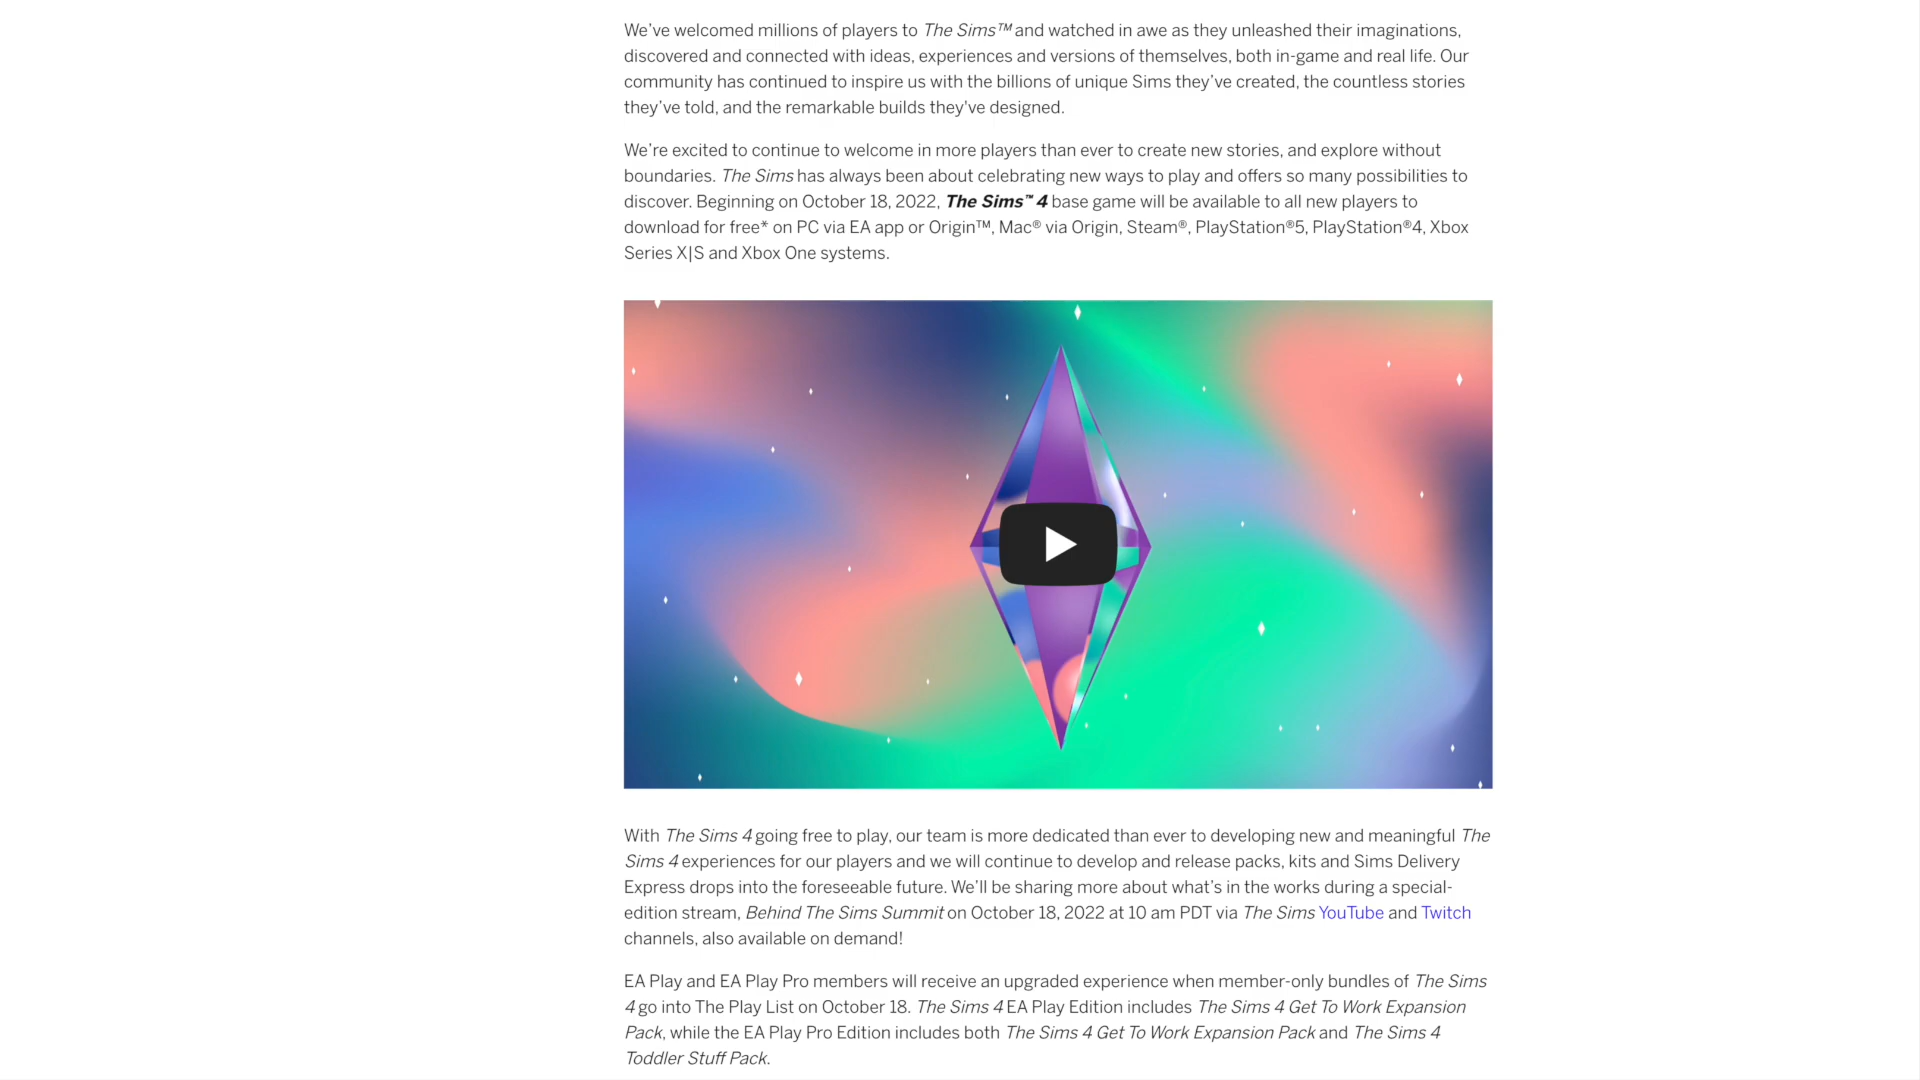 We’ve welcomed millions of players to The Sims™ and watched in awe as they unleashed their imaginations,
discovered and connected with ideas, experiences and versions of themselves, both in-game and real life. Our
community has continued to inspire us with the billions of unique Sims they’ve created, the countless stories
they’ve told, and the remarkable builds they've designed.
We’re excited to continue to welcome in more players than ever to create new stories, and explore without
boundaries. The Sims has always been about celebrating new ways to play and offers so many possibilities to
discover. Beginning on October 18, 2022, The Sims™ 4 base game will be available to all new players to
download for free* on PC via EA app or Origin™, Mac® via Origin, Steam®, PlayStation®5, PlayStation®4, Xbox
Series X|S and Xbox One systems.
With The Sims 4 going free to play, our team is more dedicated than ever to developing new and meaningful The
Sims 4 experiences for our players and we will continue to develop and release packs, kits and Sims Delivery
Express drops into the foreseeable future. We’ll be sharing more about what’s in the works during a special-
edition stream, Behind The Sims Summit on October 18, 2022 at 10 am PDT via The Sims YouTube and Twitch
channels, also available on demand!
EA Play and EA Play Pro members will receive an upgraded experience when member-only bundles of The Sims
4 go into The Play List on October 18. The Sims 4 EA Play Edition includes The Sims 4 Get To Work Expansion
Pack, while the EA Play Pro Edition includes both The Sims 4 Get To Work Expansion Pack and The Sims 4
Toddler Stuff Pack.